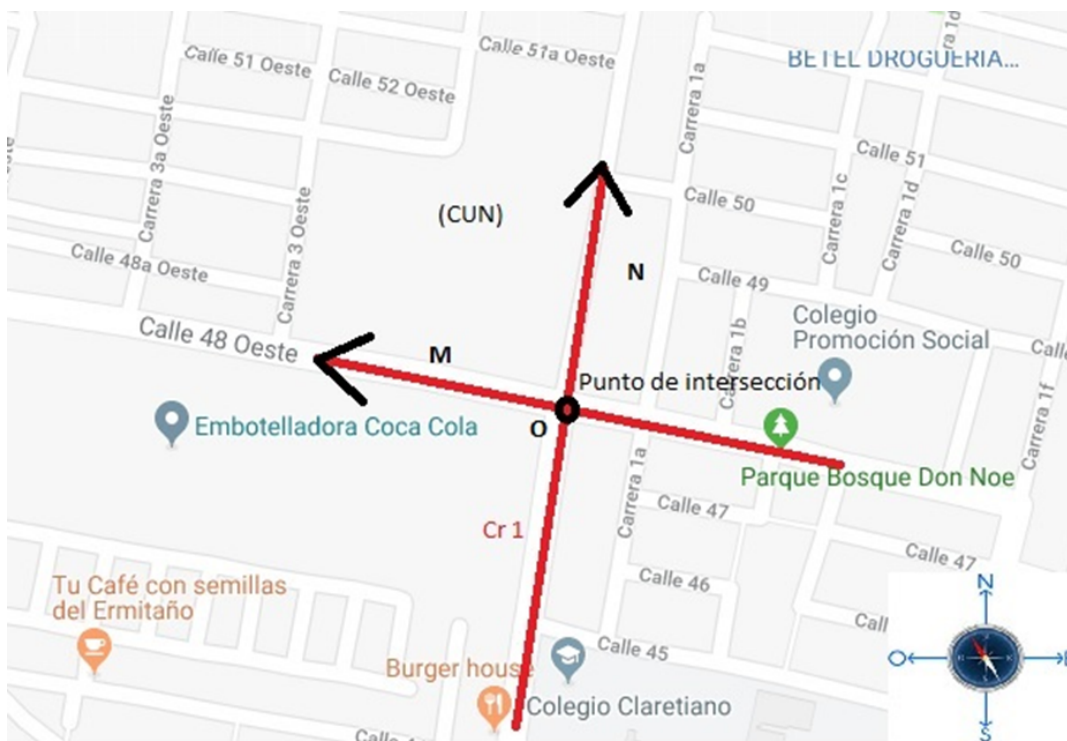 Calle 51 Oeste
Calle 52 Oeste
Calle 51a Oeste
Carrera 1a
BETEL DROGUERIA...
Carrera 3a Oeste
Carrera 3 Oeste
(CUN)
Calle 50
Calle 51
Carrera 1c
Carrera 1d
Calle 50
Calle 48a Oeste
N
Calle 49
Calle 48 Oeste
M
Carrera 1b
Colegio
Promoción Social
Punto de intersección
Carrera 1f
Embotelladora Coca Cola
O
Carrera 1a
Parque Bosque Don Noe
Cr 1
Calle 47
Calle 47
Tu Café con semillas
del Ermitaño
Calle 46
Calle 45
Burger house
Colegio Claretiano
N
O
S